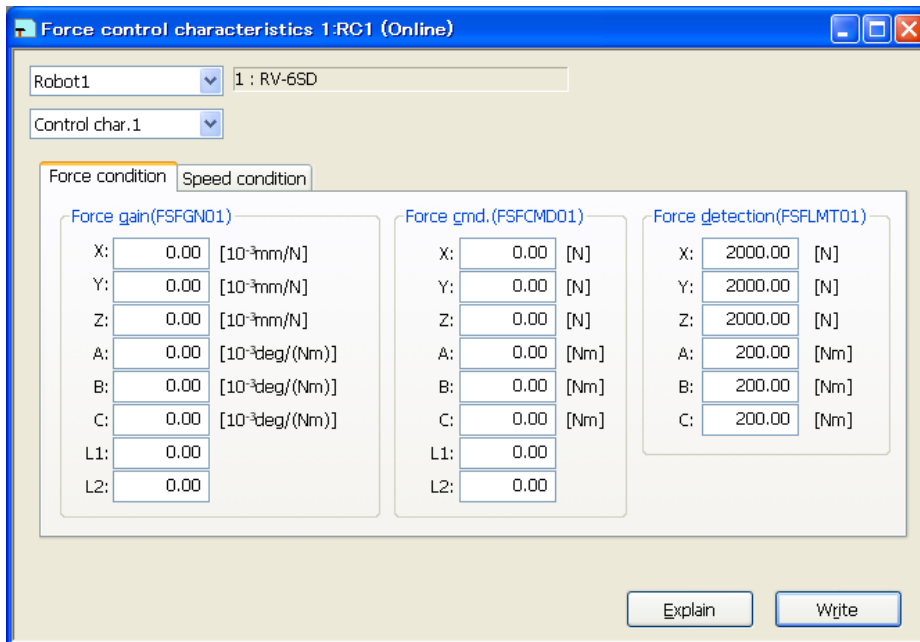 Force control characteristics 1:RC1 (Online)
Robot1 1 : RV-6SD
Control char.1
Force condition Speed condition
Force gain(FSFGN01) Force cmd.(FSFCMD01) Force detection(FSFLMT01)
X: 0.00 [10⁻³mm/N] X: 0.00 [N] X: 2000.00 [N]
Y: 0.00 [10⁻³mm/N] Y: 0.00 [N] Y: 2000.00 [N]
Z: 0.00 [10⁻³mm/N] Z: 0.00 [N] Z: 2000.00 [N]
A: 0.00 [10⁻³deg/(Nm)] A: 0.00 [Nm] A: 200.00 [Nm]
B: 0.00 [10⁻³deg/(Nm)] B: 0.00 [Nm] B: 200.00 [Nm]
C: 0.00 [10⁻³deg/(Nm)] C: 0.00 [Nm] C: 200.00 [Nm]
L1: 0.00 L1: 0.00
L2: 0.00 L2: 0.00
Explain Write